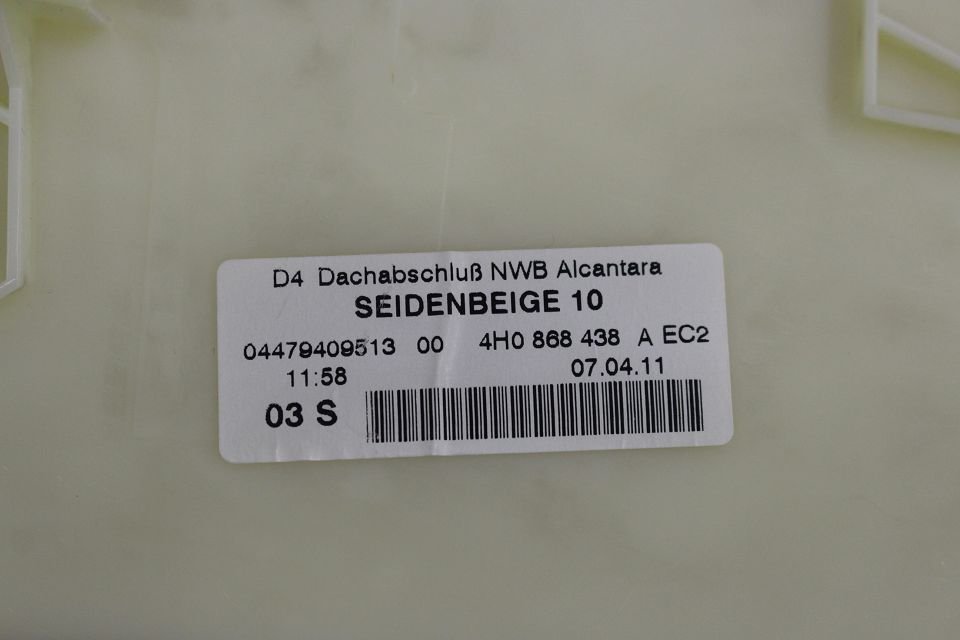 D4 Dachabschluß NWB Alcantara
SEIDENBEIGE 10
04479409513 00 4H0 868 438 A EC2
11:58 07.04.11
03 S